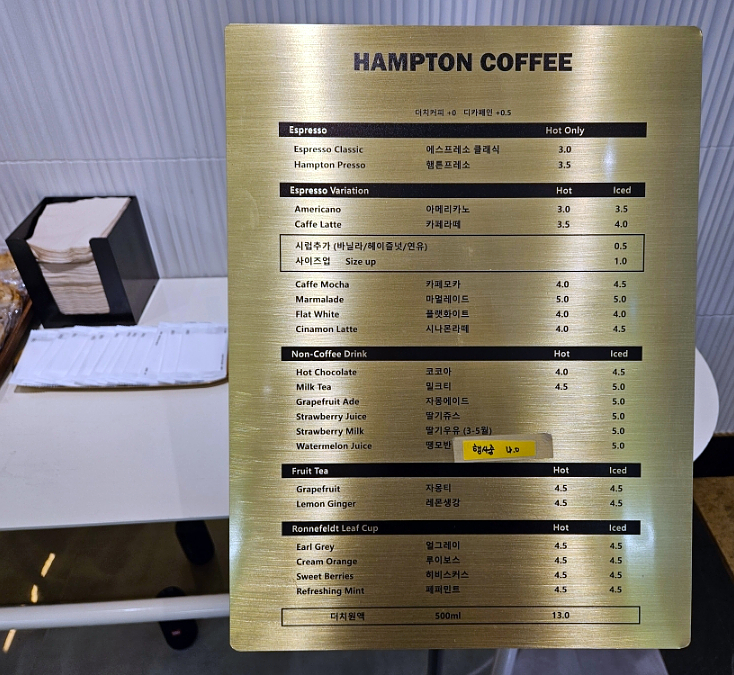 HAMPTON COFFEE
더치커피 +0 디카페인 +0.5
Espresso Hot Only
Espresso Classic 에스프레소 클래식 3.0
Hampton Presso 햄튼프레소 3.5
Espresso Variation Hot Iced
Americano 아메리카노 3.0 3.5
Caffe Latte 카페라떼 3.5 4.0
시럽추가 (바닐라/헤이즐넛/연유) 0.5
사이즈업 Size up 1.0
Caffe Mocha 카페모카 4.0 4.5
Marmalade 마멀레이드 5.0 5.0
Flat White 플랫화이트 4.0 4.0
Cinamon Latte 시나몬라떼 4.0 4.5
Non-Coffee Drink Hot Iced
Hot Chocolate 코코아 4.0 4.5
Milk Tea 밀크티 4.5 5.0
Grapefruit Ade 자몽에이드 5.0
Strawberry Juice 딸기쥬스 5.0
Strawberry Milk 딸기우유 (3-5월) 5.0
Watermelon Juice 땡모반 5.0
행사중 4.0
Fruit Tea Hot Iced
Grapefruit 자몽티 4.5 4.5
Lemon Ginger 레몬생강 4.5 4.5
Ronnefeldt Leaf Cup Hot Iced
Earl Grey 얼그레이 4.5 4.5
Cream Orange 루이보스 4.5 4.5
Sweet Berries 히비스커스 4.5 4.5
Refreshing Mint 페퍼민트 4.5 4.5
더치원액 500ml 13.0